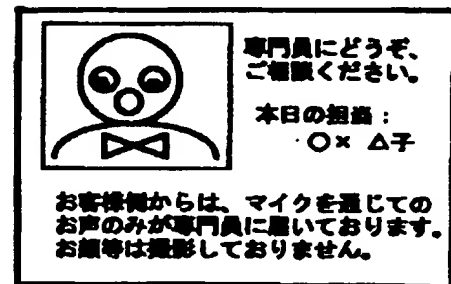 専門員にどうぞ、
ご相談ください。
本日の担当：
○× △子
お客様側からは、マイクを通じての
お声のみが専門員に届いております。
お顔等は撮影しておりません。